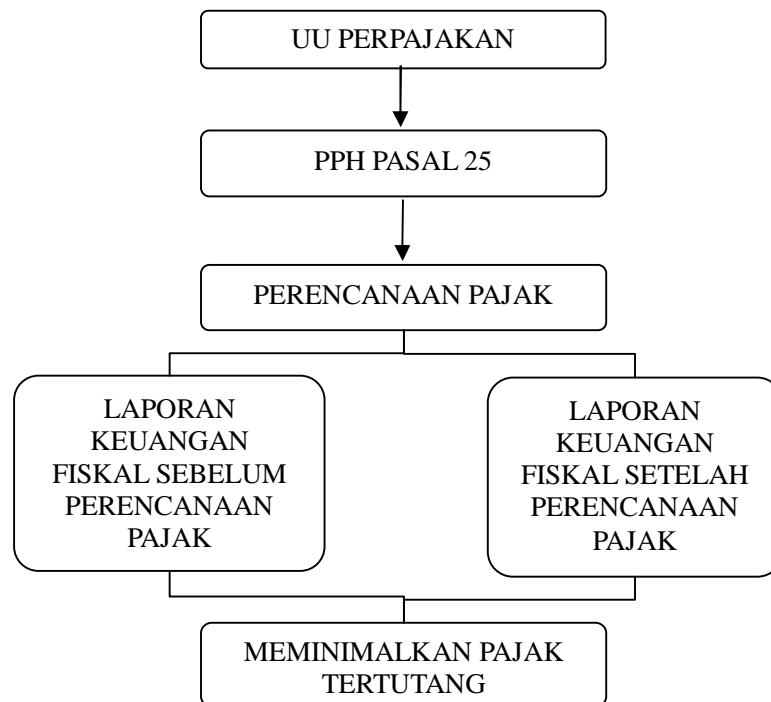 UU PERPAJAKAN
PPH PASAL 25
PERENCANAAN PAJAK
LAPORAN
KEUANGAN
FISKAL SEBELUM
PERENCANAAN
PAJAK
LAPORAN
KEUANGAN
FISKAL SETELAH
PERENCANAAN
PAJAK
MEMINIMALKAN PAJAK
TERTUTANG